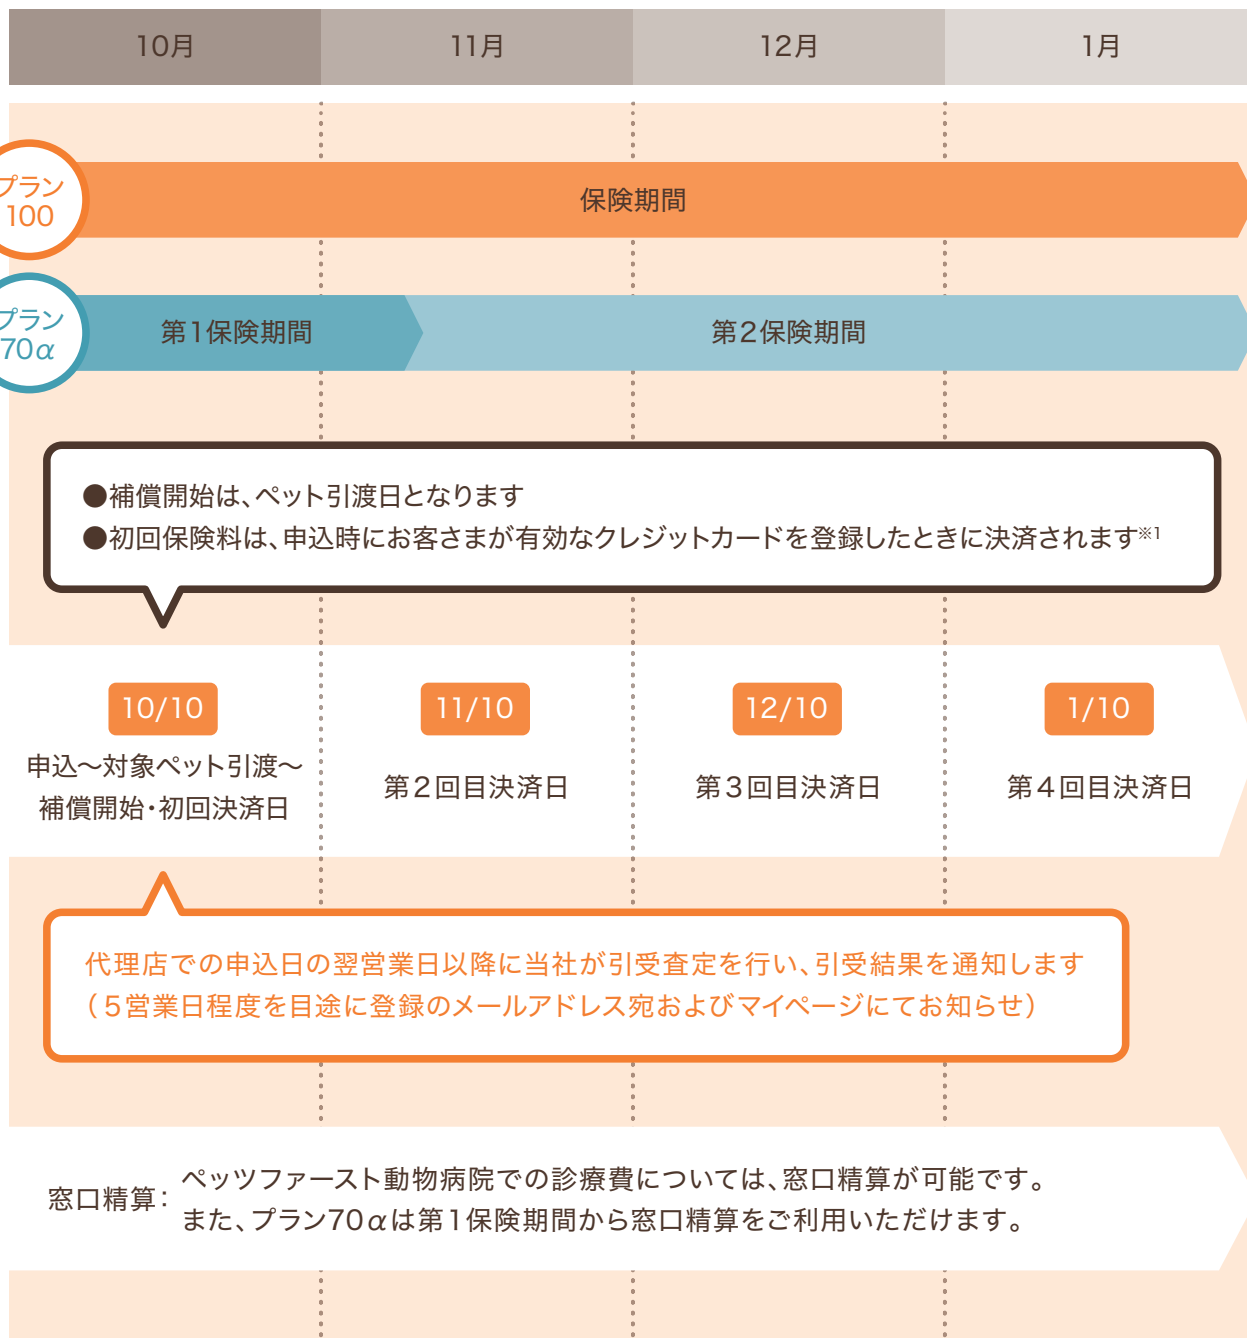 10月
11月
12月
1月
プラン
100
保険期間
プラン
70α
第1保険期間
第2保険期間
●補償開始は、ペット引渡日となります
●初回保険料は、申込時にお客さまが有効なクレジットカードを登録したときに決済されます※1
10/10
申込〜対象ペット引渡〜
補償開始・初回決済日
11/10
第2回目決済日
12/10
第3回目決済日
1/10
第4回目決済日
代理店での申込日の翌営業日以降に当社が引受査定を行い、引受結果を通知します
（5営業日程度を目途に登録のメールアドレス宛およびマイページにてお知らせ）
窓口精算：
ペッツファースト動物病院での診療費については、窓口精算が可能です。
また、プラン70αは第1保険期間から窓口精算をご利用いただけます。